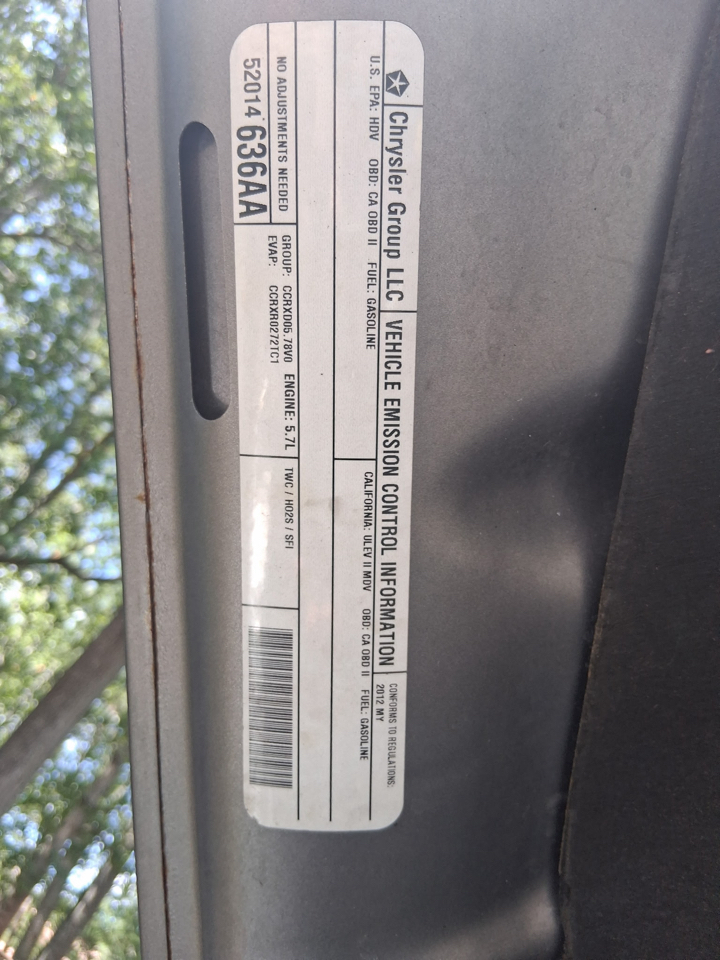 Chrysler Group LLC
VEHICLE EMISSION CONTROL INFORMATION
CONFORMS TO REGULATIONS:
2012 MY
U.S. EPA: HDV OBD: CA OBD II FUEL: GASOLINE
CALIFORNIA: ULEV II MDV OBD: CA OBD II FUEL: GASOLINE
NO ADJUSTMENTS NEEDED
52014636AA
GROUP: CCRXD05.78V0 ENGINE: 5.7L
EVAP: CCRXR0272TC1
TWC / HO2S / SFI